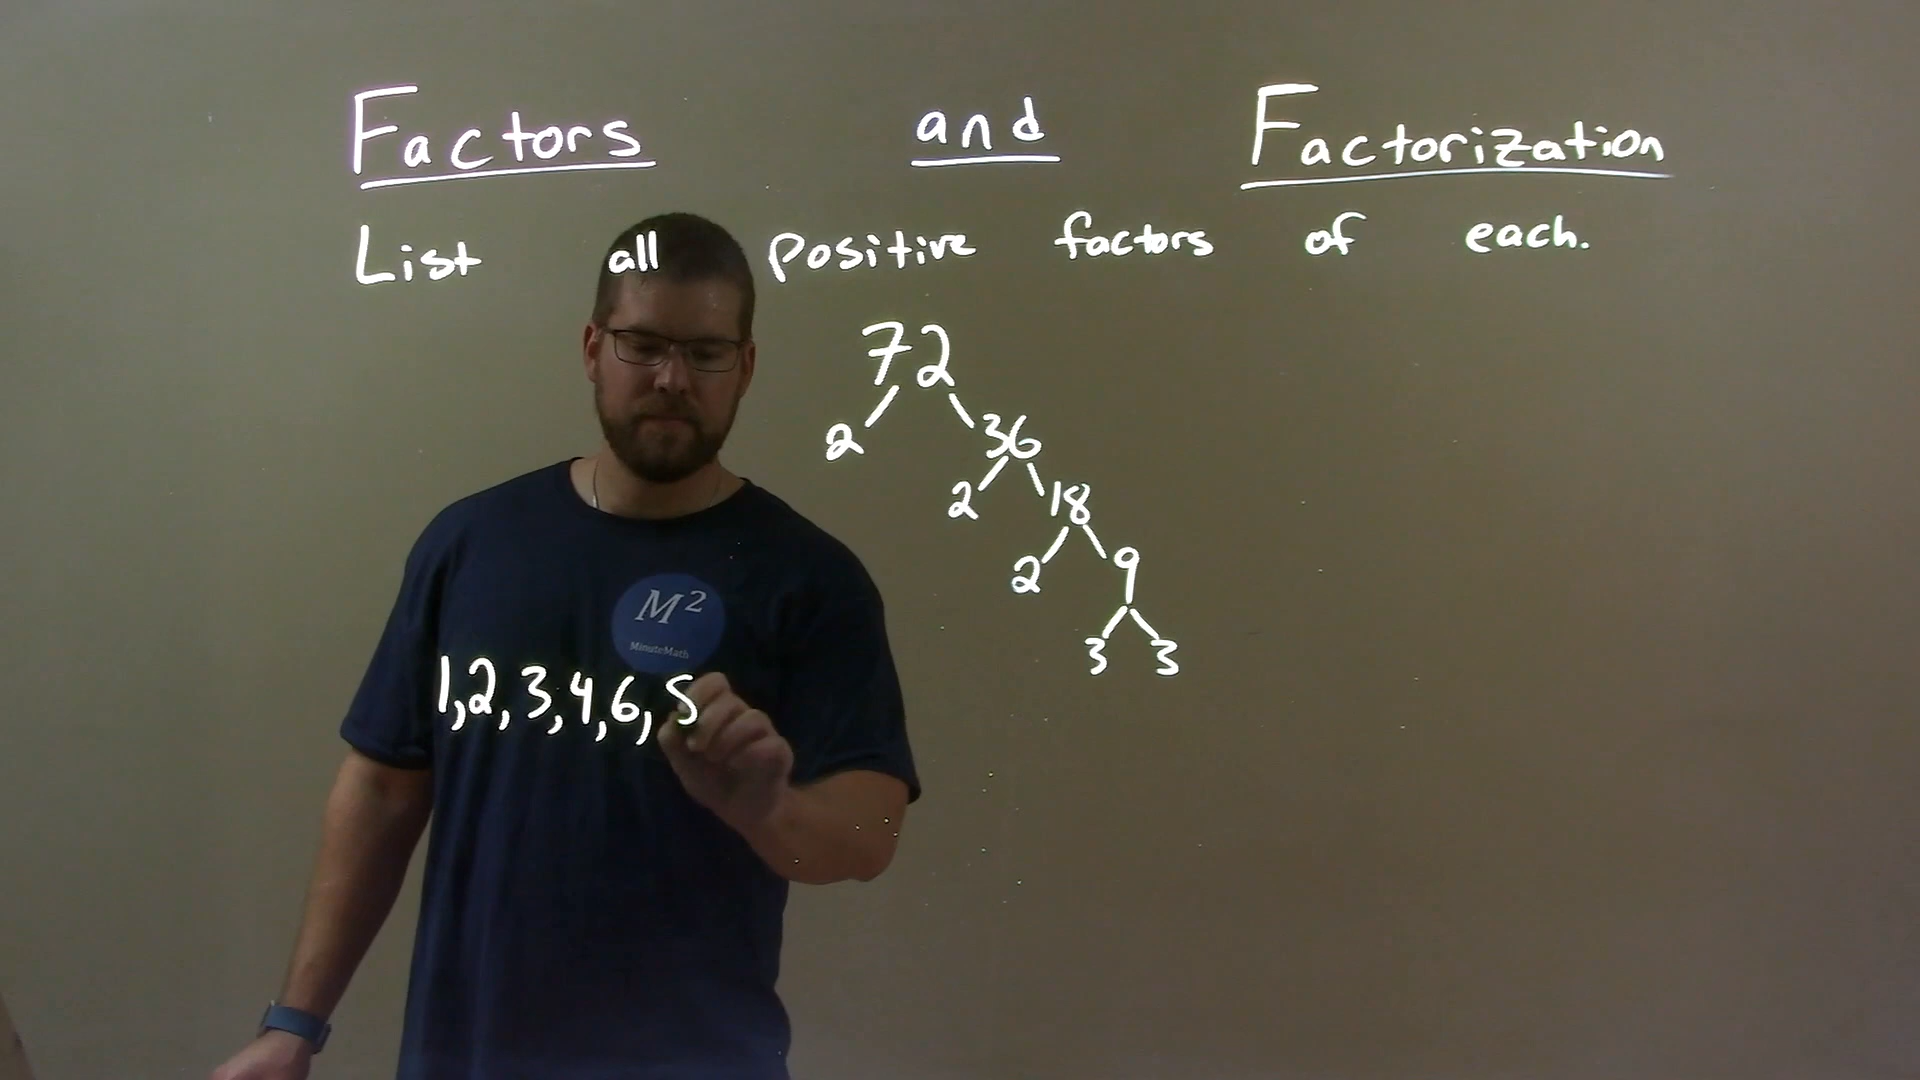 Factors and Factorization
List all positive factors of each.
72
2 36
2 18
2 9
3 3
M²
MinuteMath
1,2,3,4,6,